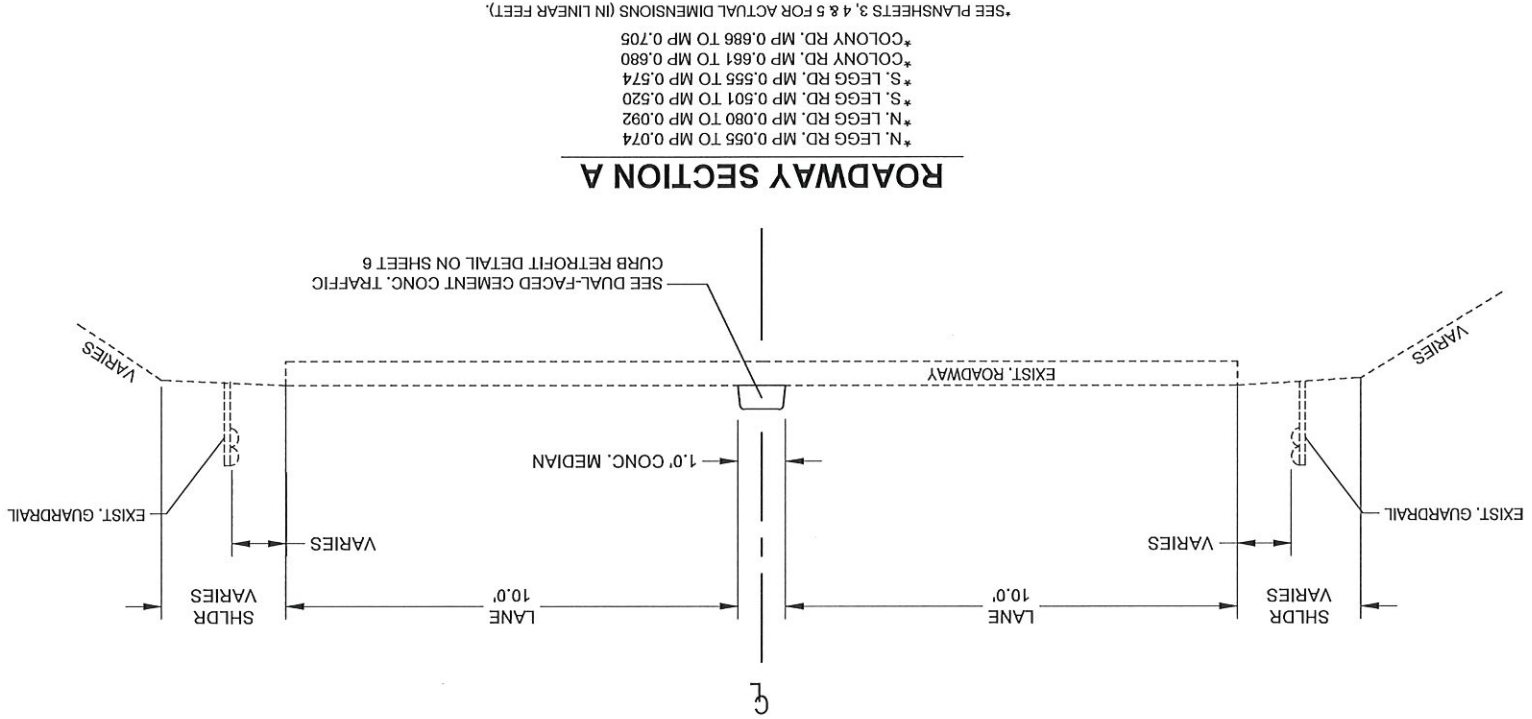 CL
SHLDR
VARIES
LANE
10.0'
LANE
10.0'
SHLDR
VARIES
VARIES
VARIES
EXIST. GUARDRAIL
EXIST. GUARDRAIL
1.0' CONC. MEDIAN
EXIST. ROADWAY
VARIES
VARIES
SEE DUAL-FACED CEMENT CONC. TRAFFIC
CURB RETROFIT DETAIL ON SHEET 6
ROADWAY SECTION A
*N. LEGG RD. MP 0.055 TO MP 0.074
*N. LEGG RD. MP 0.080 TO MP 0.092
*S. LEGG RD. MP 0.501 TO MP 0.520
*S. LEGG RD. MP 0.555 TO MP 0.574
*COLONY RD. MP 0.661 TO MP 0.680
*COLONY RD. MP 0.686 TO MP 0.705
*SEE PLANSHEETS 3, 4 & 5 FOR ACTUAL DIMENSIONS (IN LINEAR FEET).